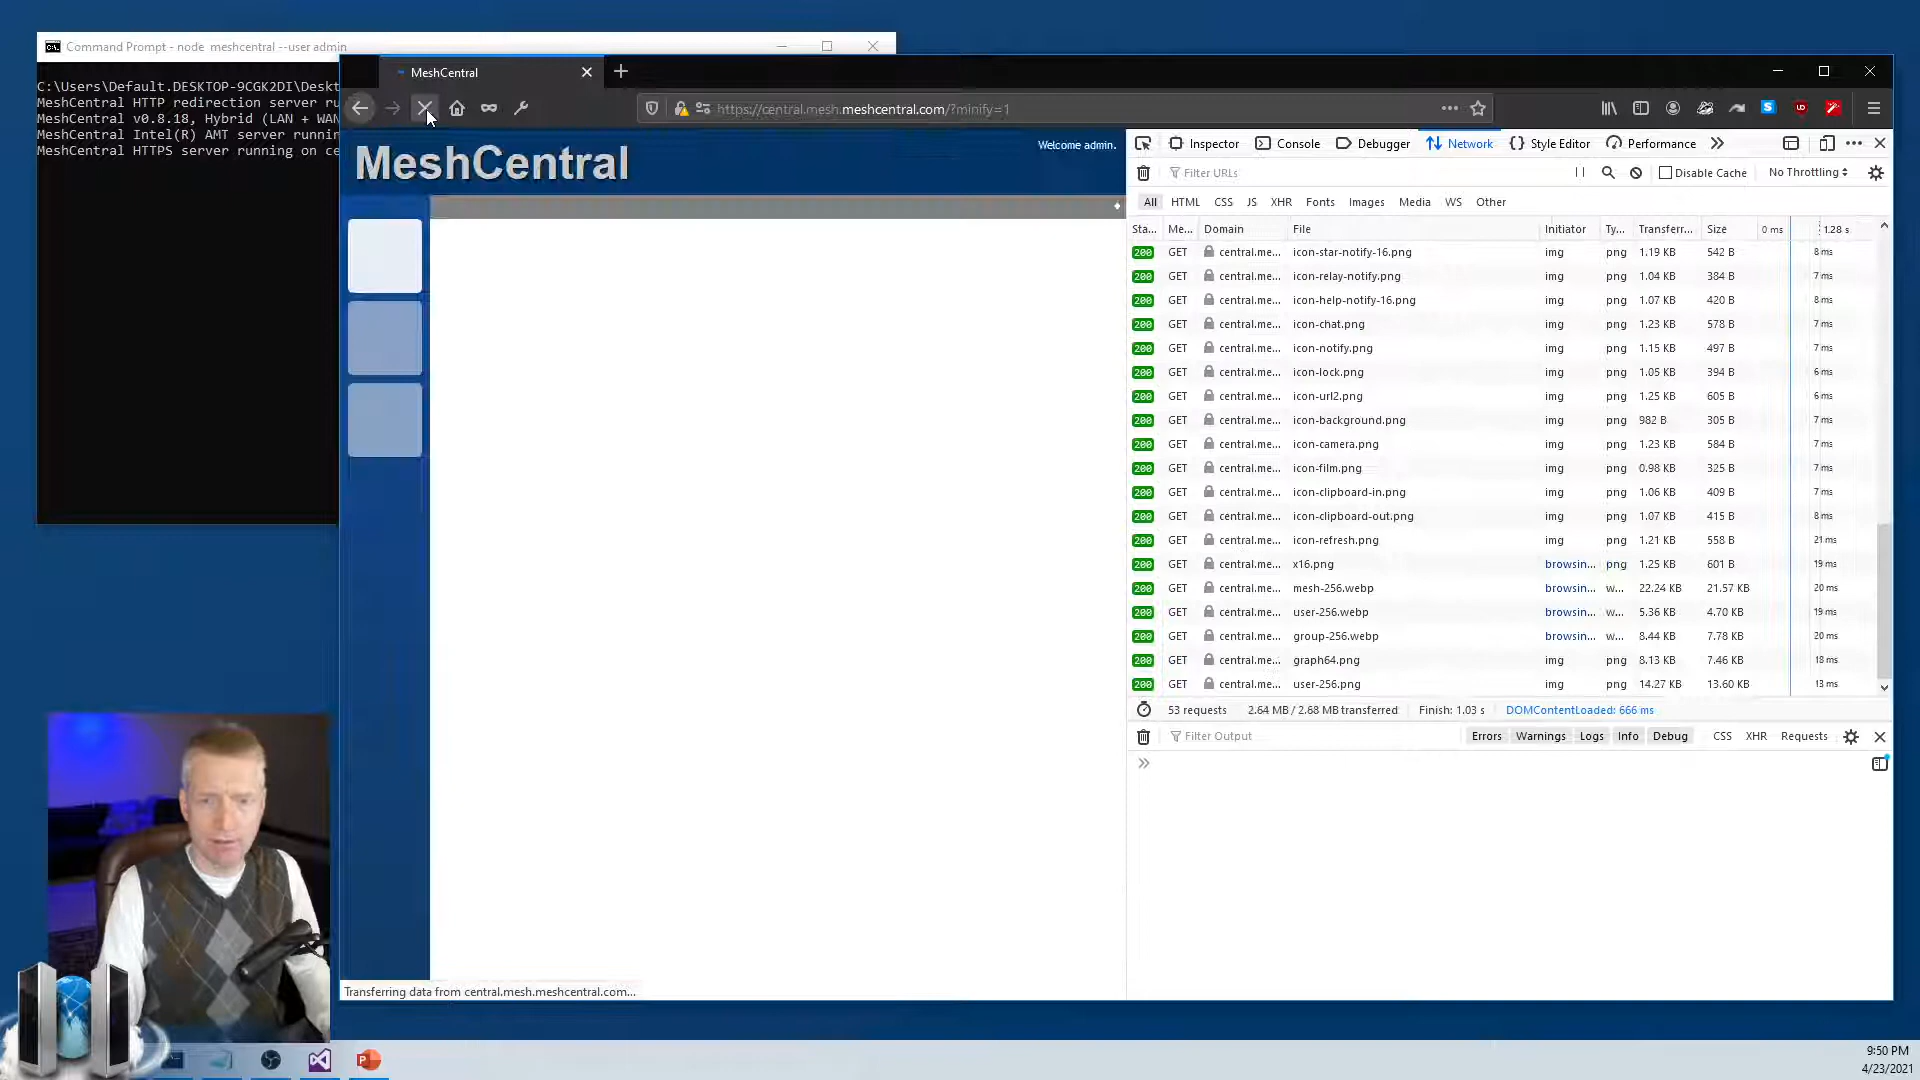 Command Prompt - node meshcentral --user admin
C:\Users\Default.DESKTOP-9CGK2DI\Deskt
MeshCentral HTTP redirection server ru
MeshCentral v0.8.18, Hybrid (LAN + WAN
MeshCentral Intel(R) AMT server runnin
MeshCentral HTTPS server running on ce
MeshCentral
https://central.mesh.meshcentral.com/?minify=1
MeshCentral
Welcome admin.
Transferring data from central.mesh.meshcentral.com...
Inspector Console Debugger Network Style Editor Performance
Filter URLs Disable Cache No Throttling
All HTML CSS JS XHR Fonts Images Media WS Other
Sta... Me... Domain File Initiator Ty... Transferr... Size 0 ms 1.28 s
200 GET central.me... icon-star-notify-16.png img png 1.19 KB 542 B 8 ms
200 GET central.me... icon-relay-notify.png img png 1.04 KB 384 B 7 ms
200 GET central.me... icon-help-notify-16.png img png 1.07 KB 420 B 8 ms
200 GET central.me... icon-chat.png img png 1.23 KB 578 B 7 ms
200 GET central.me... icon-notify.png img png 1.15 KB 497 B 7 ms
200 GET central.me... icon-lock.png img png 1.05 KB 394 B 6 ms
200 GET central.me... icon-url2.png img png 1.25 KB 605 B 6 ms
200 GET central.me... icon-background.png img png 982 B 305 B 7 ms
200 GET central.me... icon-camera.png img png 1.23 KB 584 B 7 ms
200 GET central.me... icon-film.png img png 0.98 KB 325 B 7 ms
200 GET central.me... icon-clipboard-in.png img png 1.06 KB 409 B 7 ms
200 GET central.me... icon-clipboard-out.png img png 1.07 KB 415 B 8 ms
200 GET central.me... icon-refresh.png img png 1.21 KB 558 B 21 ms
200 GET central.me... x16.png browsin... png 1.25 KB 601 B 19 ms
200 GET central.me... mesh-256.webp browsin... w... 22.24 KB 21.57 KB 20 ms
200 GET central.me... user-256.webp browsin... w... 5.36 KB 4.70 KB 19 ms
200 GET central.me... group-256.webp browsin... w... 8.44 KB 7.78 KB 20 ms
200 GET central.me... graph64.png img png 8.13 KB 7.46 KB 18 ms
200 GET central.me... user-256.png img png 14.27 KB 13.60 KB 13 ms
53 requests 2.64 MB / 2.68 MB transferred Finish: 1.03 s DOMContentLoaded: 666 ms
Filter Output Errors Warnings Logs Info Debug CSS XHR Requests
9:50 PM
4/23/2021